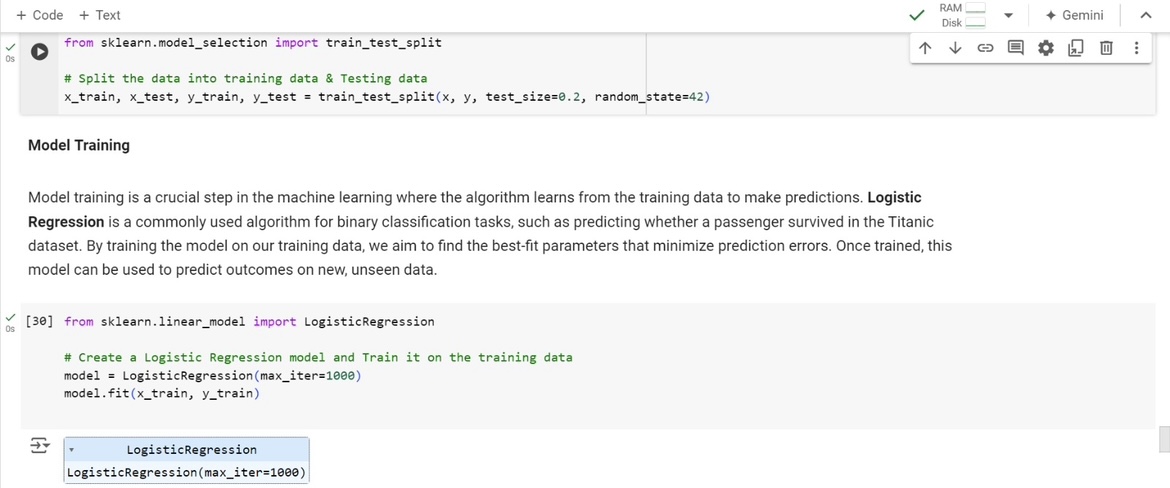 + Code + Text
RAM
Disk
Gemini
0s
from sklearn.model_selection import train_test_split
# Split the data into training data & Testing data
x_train, x_test, y_train, y_test = train_test_split(x, y, test_size=0.2, random_state=42)
Model Training
Model training is a crucial step in the machine learning where the algorithm learns from the training data to make predictions. Logistic
Regression is a commonly used algorithm for binary classification tasks, such as predicting whether a passenger survived in the Titanic
dataset. By training the model on our training data, we aim to find the best-fit parameters that minimize prediction errors. Once trained, this
model can be used to predict outcomes on new, unseen data.
0s
[30] from sklearn.linear_model import LogisticRegression
# Create a Logistic Regression model and Train it on the training data
model = LogisticRegression(max_iter=1000)
model.fit(x_train, y_train)
LogisticRegression
LogisticRegression(max_iter=1000)